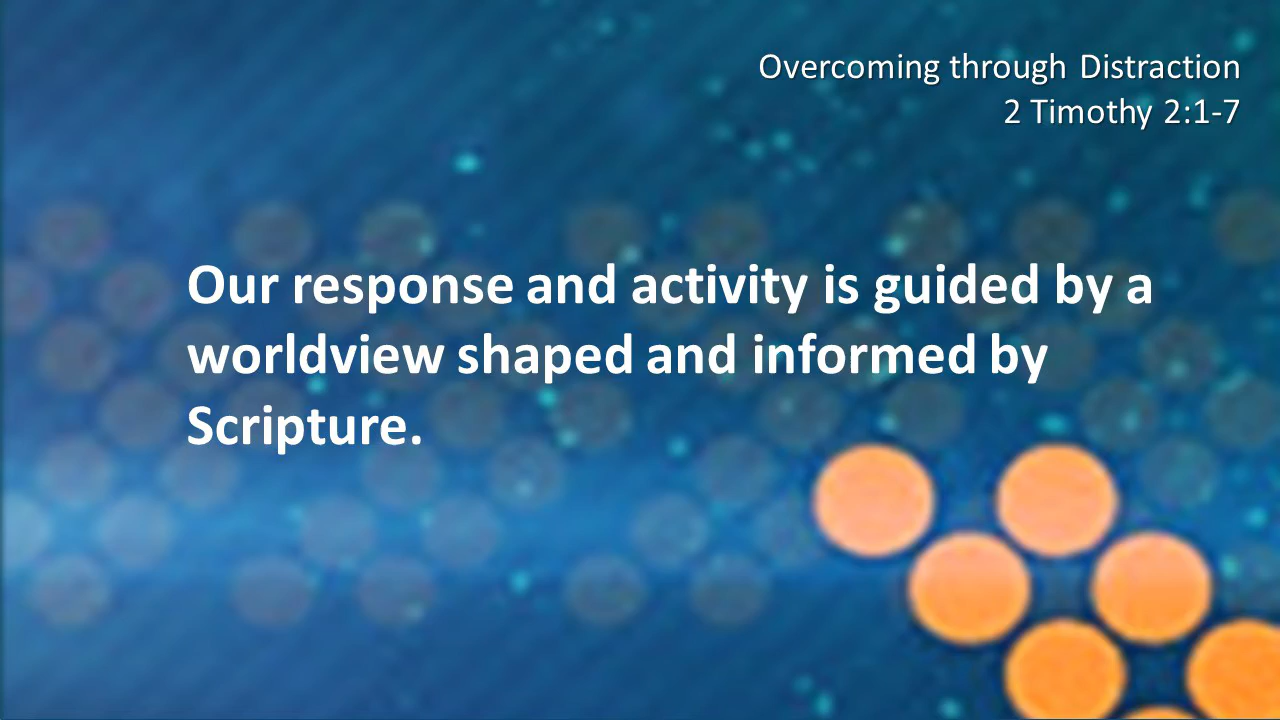 Overcoming through Distraction
2 Timothy 2:1-7
Our response and activity is guided by a
worldview shaped and informed by
Scripture.